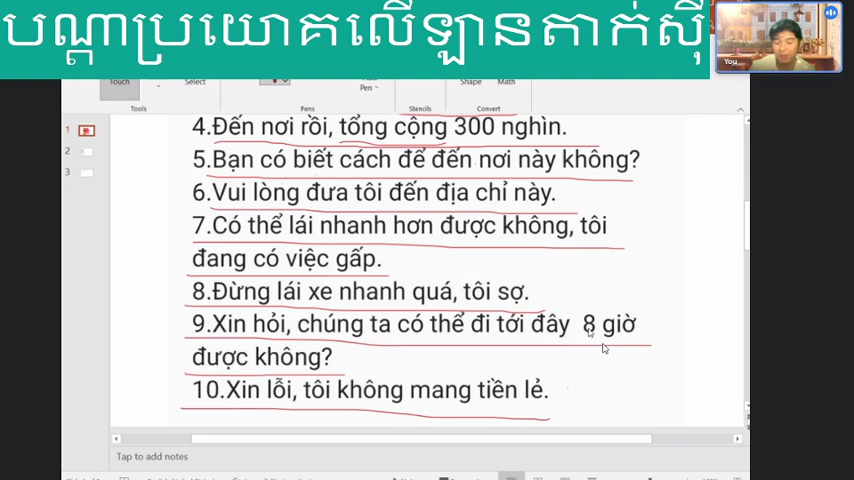 បណ្តាប្រយោគលើឡានតាក់ស៊ី
You
Touch
Select
Pen
Shape
Math
Tools
Pens
Stencils
Convert
1
2
3
4.Đến nơi rồi, tổng cộng 300 nghìn.
5.Bạn có biết cách để đến nơi này không?
6.Vui lòng đưa tôi đến địa chỉ này.
7.Có thể lái nhanh hơn được không, tôi
đang có việc gấp.
8.Đừng lái xe nhanh quá, tôi sợ.
9.Xin hỏi, chúng ta có thể đi tới đây 8 giờ
được không?
10.Xin lỗi, tôi không mang tiền lẻ.
Tap to add notes